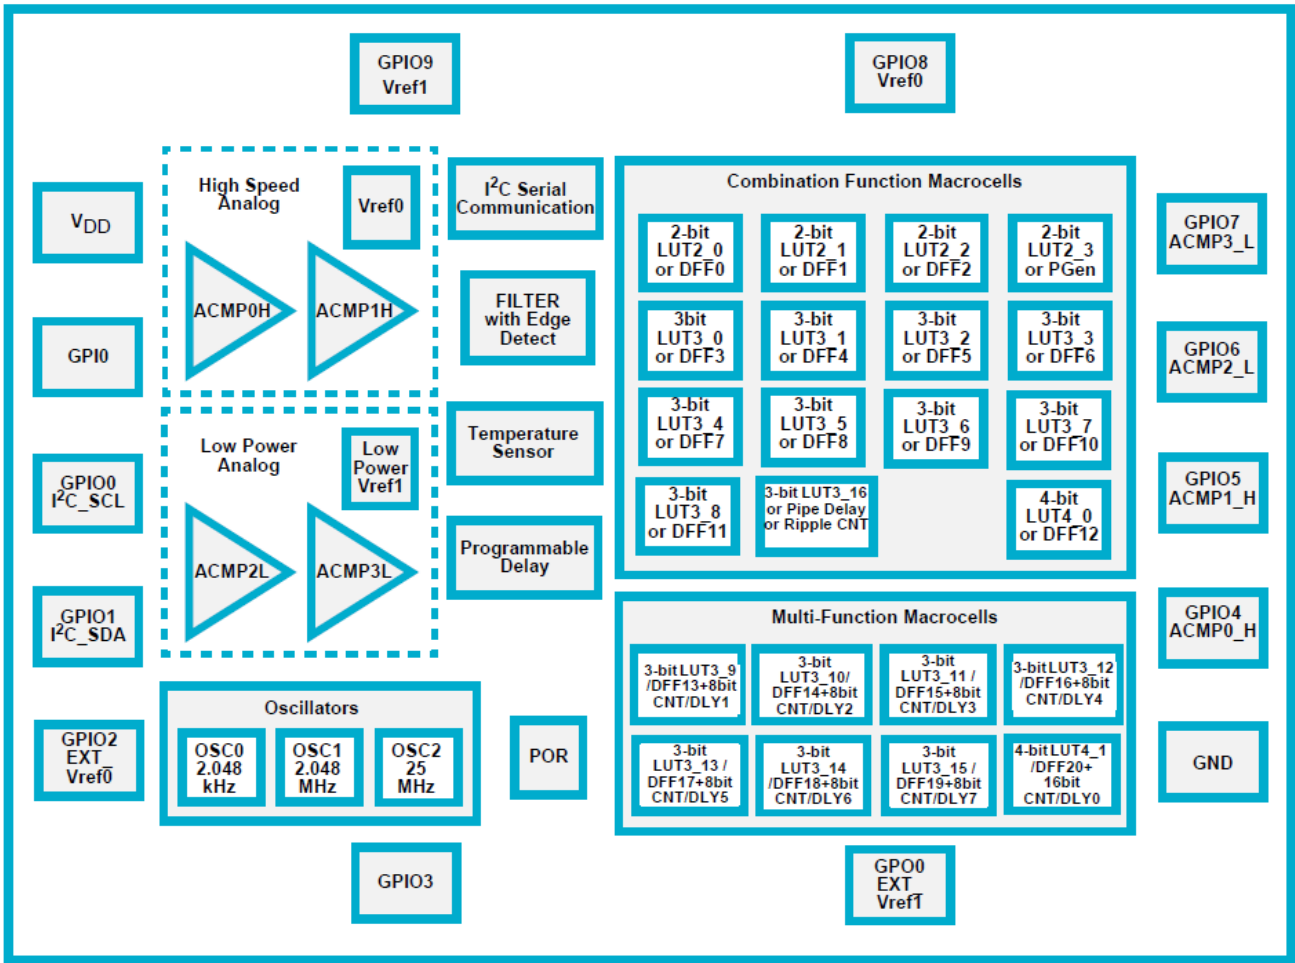 GPIO9
Vref1
GPIO8
Vref0
VDD
GPI0
GPIO0
I²C_SCL
GPIO1
I²C_SDA
GPIO2
EXT_
Vref0
High Speed
Analog
Vref0
ACMP0H
ACMP1H
Low Power
Analog
Low
Power
Vref1
ACMP2L
ACMP3L
Oscillators
OSC0
2.048
kHz
OSC1
2.048
MHz
OSC2
25
MHz
GPIO3
I²C Serial
Communication
FILTER
with Edge
Detect
Temperature
Sensor
Programmable
Delay
POR
Combination Function Macrocells
2-bit
LUT2_0
or DFF0
2-bit
LUT2_1
or DFF1
2-bit
LUT2_2
or DFF2
2-bit
LUT2_3
or PGen
3bit
LUT3_0
or DFF3
3-bit
LUT3_1
or DFF4
3-bit
LUT3_2
or DFF5
3-bit
LUT3_3
or DFF6
3-bit
LUT3_4
or DFF7
3-bit
LUT3_5
or DFF8
3-bit
LUT3_6
or DFF9
3-bit
LUT3_7
or DFF10
3-bit
LUT3_8
or DFF11
3-bit LUT3_16
or Pipe Delay
or Ripple CNT
4-bit
LUT4_0
or DFF12
Multi-Function Macrocells
3-bit LUT3_9
/DFF13+8bit
CNT/DLY1
3-bit
LUT3_10/
DFF14+8bit
CNT/DLY2
3-bit
LUT3_11 /
DFF15+8bit
CNT/DLY3
3-bit LUT3_12
/DFF16+8bit
CNT/DLY4
3-bit
LUT3_13 /
DFF17+8bit
CNT/DLY5
3-bit
LUT3_14
/DFF18+8bit
CNT/DLY6
3-bit
LUT3_15 /
DFF19+8bit
CNT/DLY7
4-bit LUT4_1
/DFF20+
16bit
CNT/DLY0
GPO0
EXT_
Vref1
GPIO7
ACMP3_L
GPIO6
ACMP2_L
GPIO5
ACMP1_H
GPIO4
ACMP0_H
GND